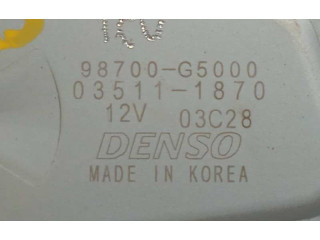 98700-G5000
03511-1870
12V 03C28
DENSO
MADE IN KOREA